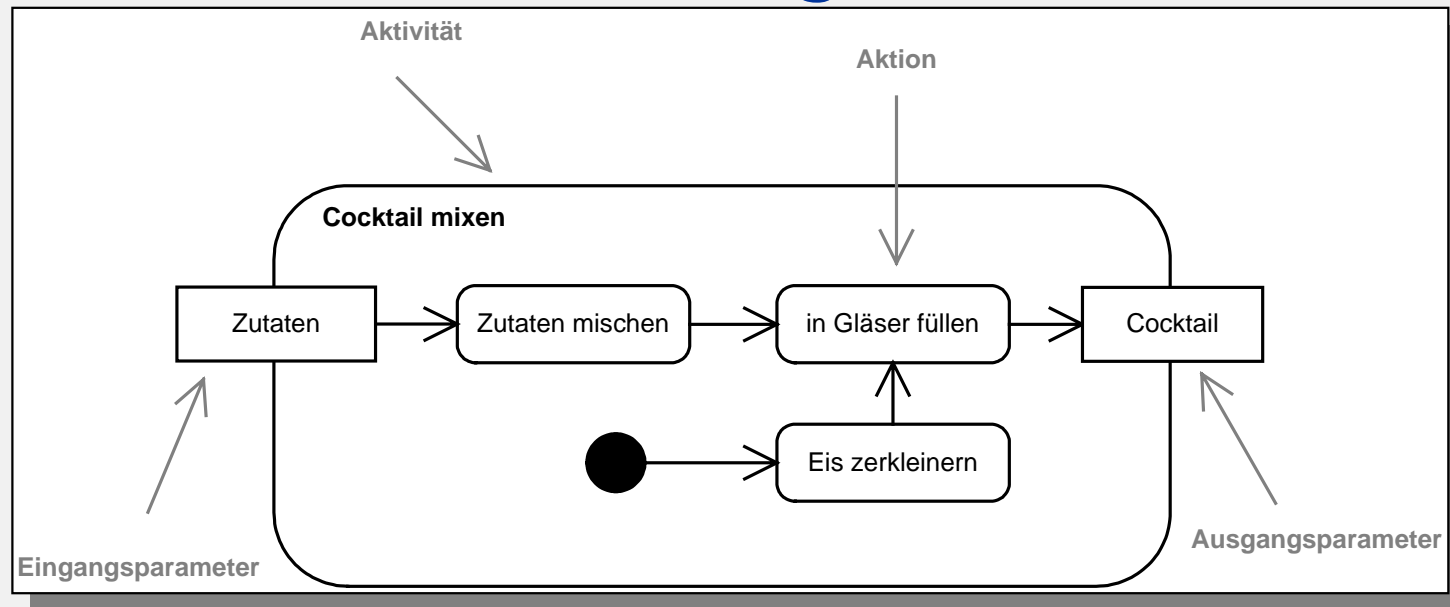 Aktivität
Aktion
Cocktail mixen
Zutaten
Zutaten mischen
in Gläser füllen
Cocktail
Eis zerkleinern
Ausgangsparameter
Eingangsparameter